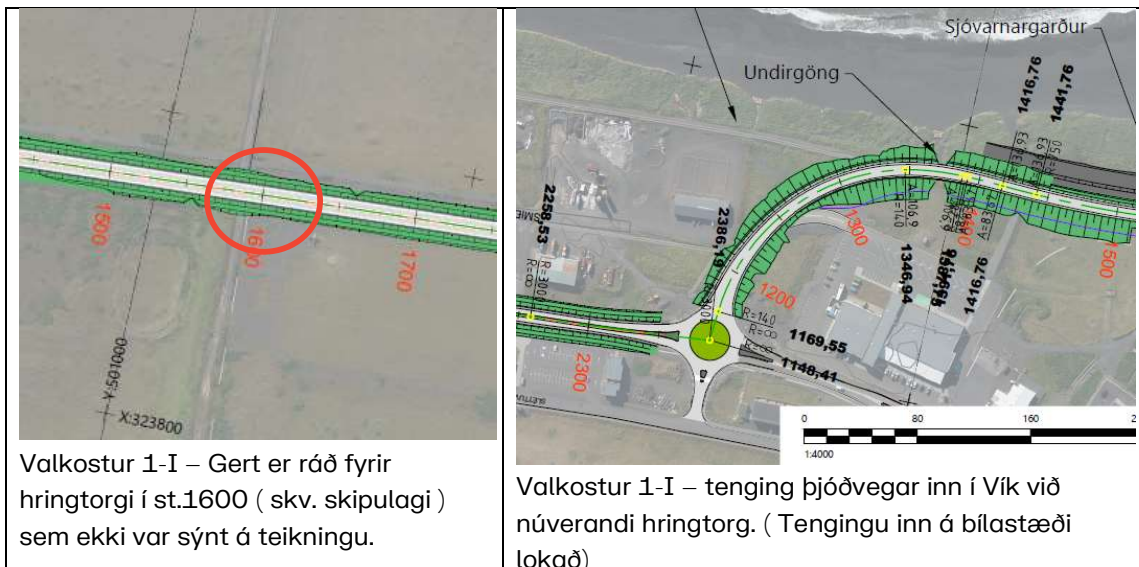 1500
1600
1700
Y:501000
X:323800
Valkostur 1-I – Gert er ráð fyrir
hringtorgi í st.1600 ( skv. skipulagi )
sem ekki var sýnt á teikningu.
Sjóvarnargarður
Undirgöng
1416,76
1441,76
2258,53
2386,19
R=3000
R=∞
2300
R=140
R=∞
1200
1169,55
1148,41
1300
1346,94
1416,76
1500
0
80
160
1:4000
Valkostur 1-I – tenging þjóðvegar inn í Vík við
núverandi hringtorg. ( Tengingu inn á bílastæði
lokað)